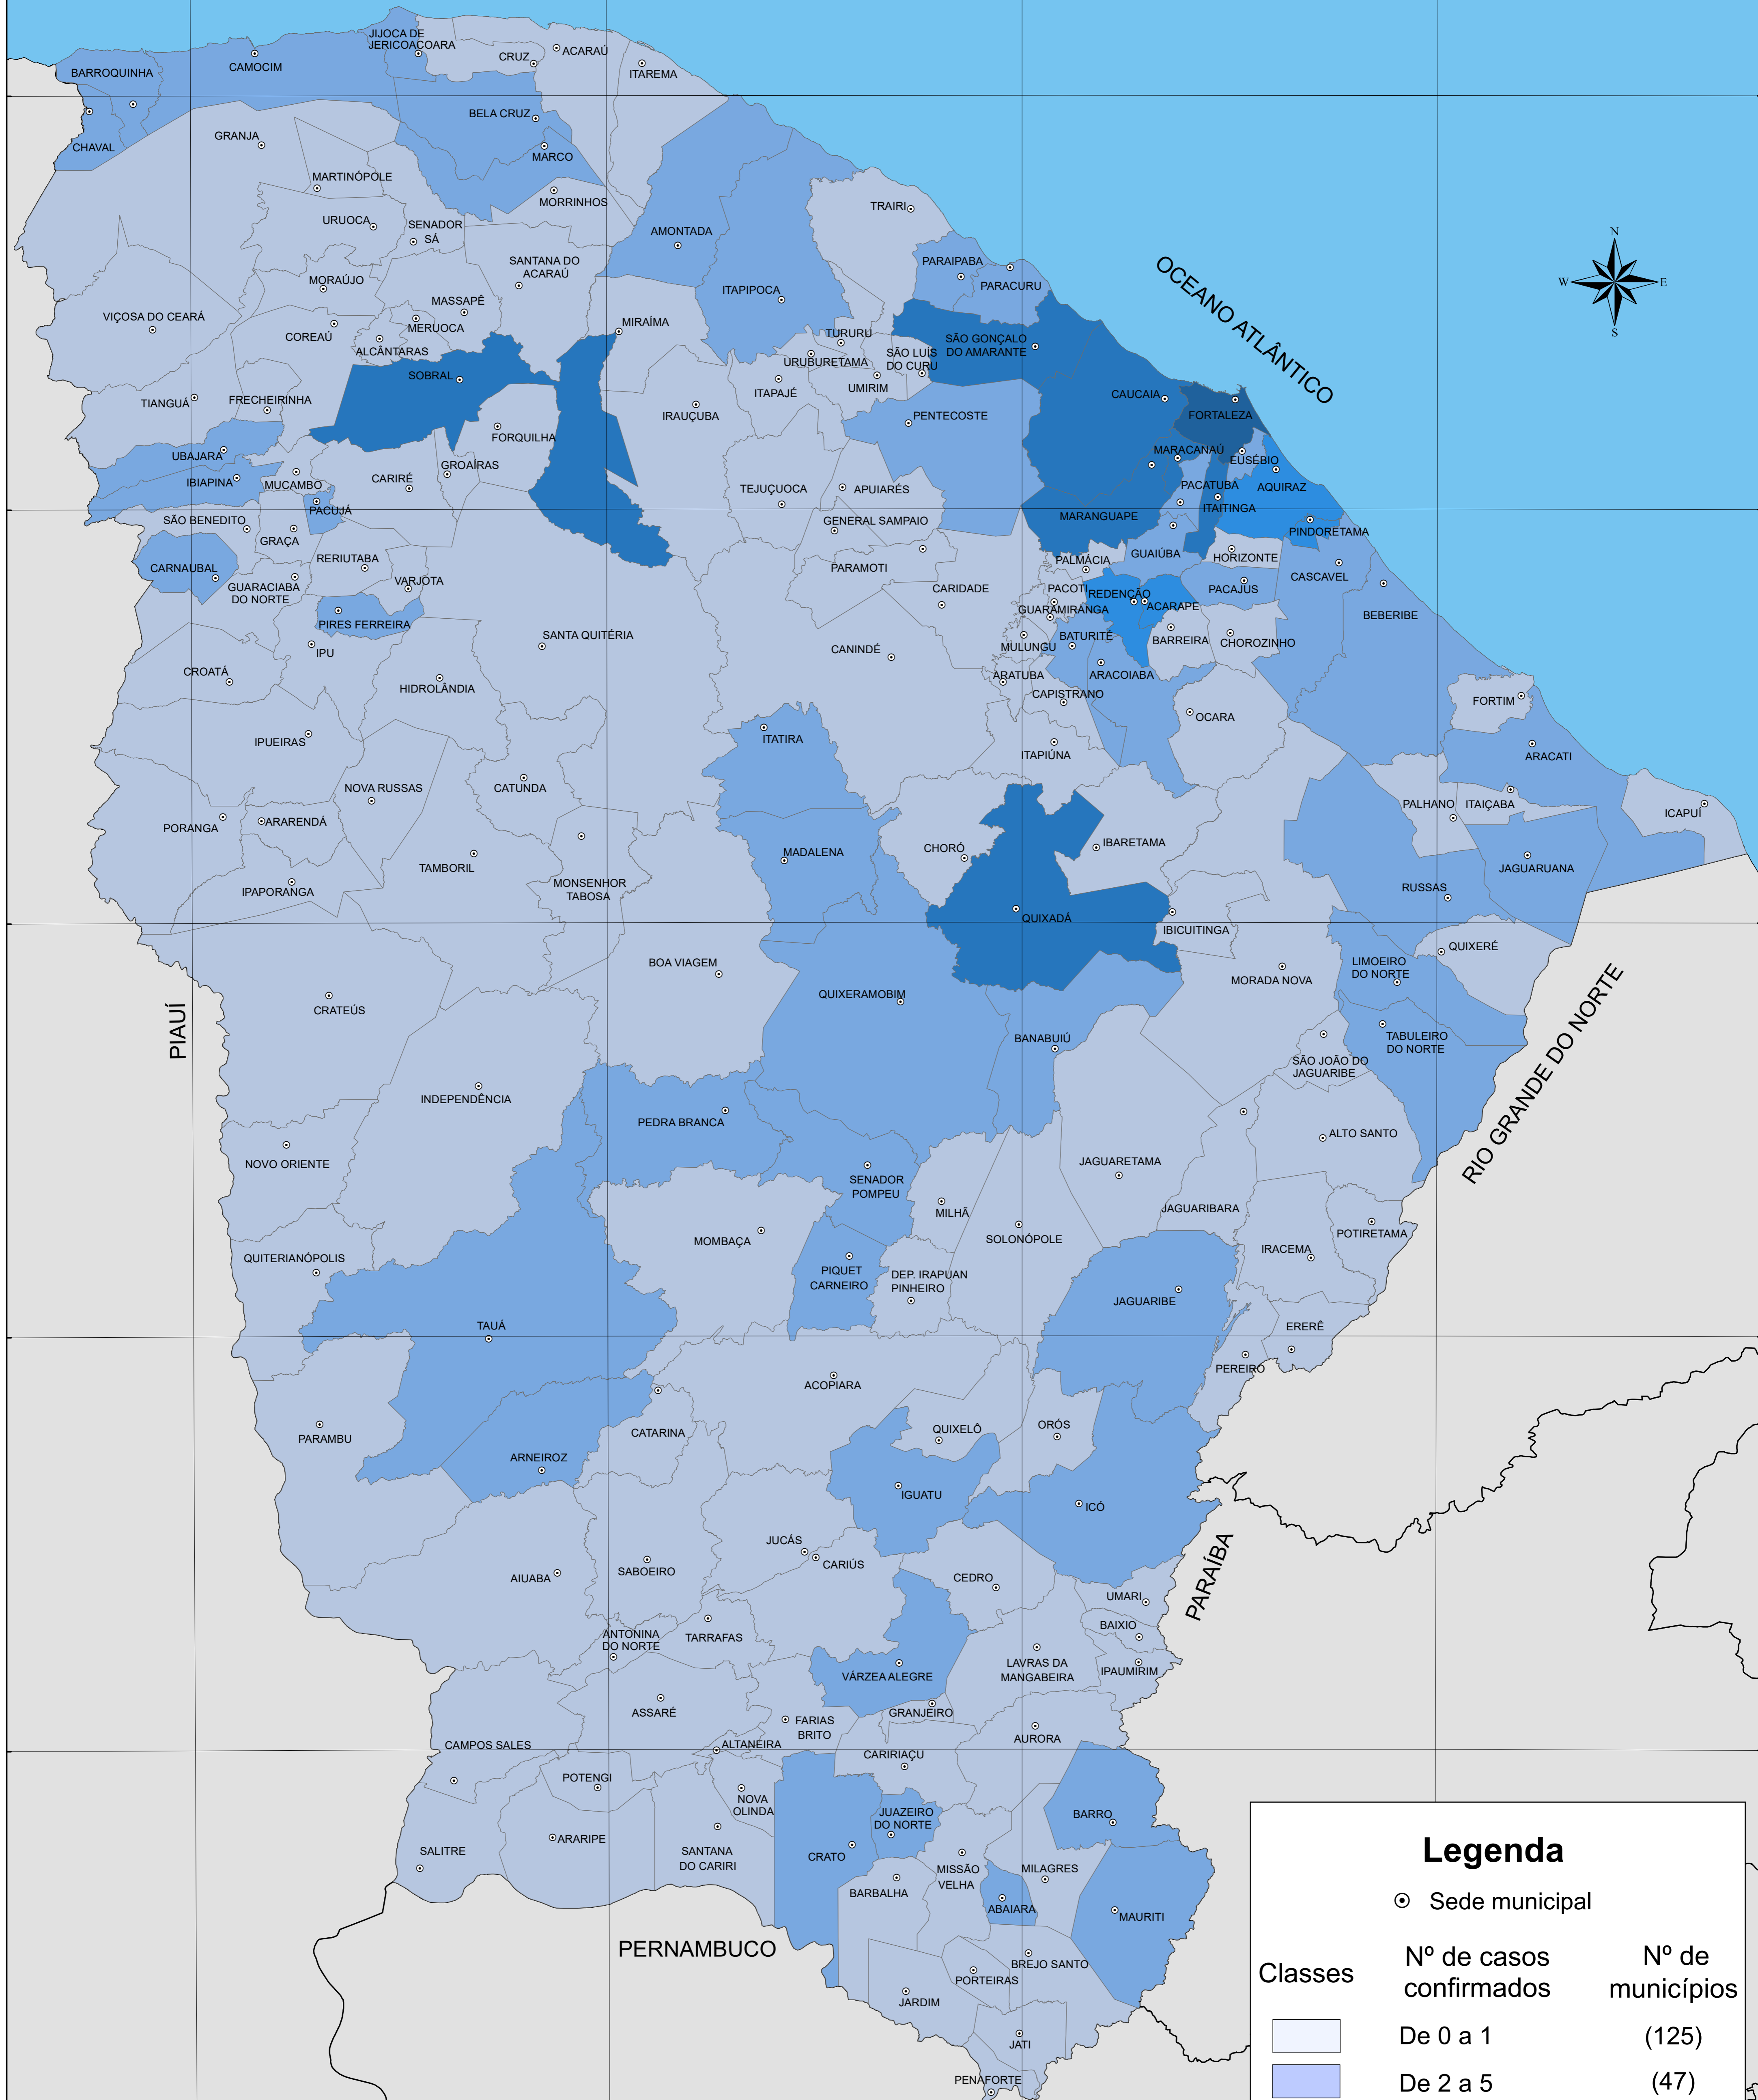 JIJOCA DE
JERICOACOARA
CRUZ
ACARAÚ
ITAREMA
BARROQUINHA
CAMOCIM
CHAVAL
BELA CRUZ
MARCO
GRANJA
MARTINÓPOLE
MORRINHOS
URUOCA
SENADOR
SÁ
AMONTADA
TRAIRI
N
W
E
S
OCEANO ATLÂNTICO
SANTANA DO
ACARAÚ
MORAÚJO
MASSAPÊ
ITAPIPOCA
PARAIPABA
PARACURU
VIÇOSA DO CEARÁ
COREAÚ
MERUOCA
ALCÂNTARAS
MIRAÍMA
TURURU
URUBURETAMA
SÃO LUÍS
DO CURU
SÃO GONÇALO
DO AMARANTE
SOBRAL
ITAPAJÉ
UMIRIM
CAUCAIA
FORTALEZA
TIANGUÁ
FRECHEIRINHA
IRAUÇUBA
PENTECOSTE
FORQUILHA
UBAJARA
IBIAPINA
MUCAMBO
PACUJÁ
CARIRÉ
GROAÍRAS
TEJUÇUOCA
APUIARÉS
MARACANAÚ
EUSÉBIO
PACATUBA
AQUIRAZ
ITAITINGA
MARANGUAPE
PINDORETAMA
SÃO BENEDITO
GRAÇA
GENERAL SAMPAIO
CARNAUBAL
GUARACIABA
DO NORTE
RERIUTABA
VARJOTA
PARAMOTI
CARIDADE
PALMÁCIA
GUAIÚBA
HORIZONTE
CASCAVEL
PACOTI
REDENÇÃO
ACARAPE
PACAJUS
GUARAMIRANGA
BEBERIBE
PIRES FERREIRA
IPU
SANTA QUITÉRIA
CANINDÉ
MULUNGU
BATURITÉ
BARREIRA
CHOROZINHO
CROATÁ
HIDROLÂNDIA
ARATUBA
ARACOIABA
CAPISTRANO
FORTIM
OCARA
IPUEIRAS
ITATIRA
ITAPIÚNA
ARACATI
NOVA RUSSAS
CATUNDA
PORANGA
ARARENDÁ
PALHANO
ITAIÇABA
ICAPUÍ
TAMBORIL
MADALENA
CHORÓ
IBARETAMA
JAGUARUANA
IPAPORANGA
MONSENHOR
TABOSA
RUSSAS
QUIXADÁ
IBICUITINGA
QUIXERÉ
BOA VIAGEM
LIMOEIRO
DO NORTE
MORADA NOVA
CRATEÚS
QUIXERAMOBIM
PIAUÍ
BANABUIÚ
TABULEIRO
DO NORTE
SÃO JOÃO DO
JAGUARIBE
RIO GRANDE DO NORTE
INDEPENDÊNCIA
PEDRA BRANCA
ALTO SANTO
NOVO ORIENTE
SENADOR
POMPEU
JAGUARETAMA
MILHÃ
JAGUARIBARA
POTIRETAMA
MOMBAÇA
SOLONÓPOLE
IRACEMA
QUITERIANÓPOLIS
PIQUET
CARNEIRO
DEP. IRAPUAN
PINHEIRO
JAGUARIBE
TAUÁ
ERERÊ
PEREIRO
ACOPIARA
PARAMBU
CATARINA
QUIXELÔ
ORÓS
ARNEIROZ
IGUATU
ICÓ
JUCÁS
CARIÚS
AIUABA
SABOEIRO
CEDRO
PARAÍBA
UMARI
BAIXIO
ANTONINA
DO NORTE
TARRAFAS
LAVRAS DA
MANGABEIRA
IPAUMIRIM
VÁRZEA ALEGRE
ASSARÉ
FARIAS
BRITO
GRANJEIRO
AURORA
CAMPOS SALES
ALTANEIRA
CARIRIAÇU
POTENGI
NOVA
OLINDA
JUAZEIRO
DO NORTE
BARRO
SALITRE
ARARIPE
SANTANA
DO CARIRI
CRATO
BARBALHA
MISSÃO
VELHA
MILAGRES
ABAIARA
MAURITI
PERNAMBUCO
BREJO SANTO
PORTEIRAS
JARDIM
JATI
PENAFORTE
Legenda
Sede municipal
Classes
Nº de casos
confirmados
Nº de
municípios
De 0 a 1
(125)
De 2 a 5
(47)